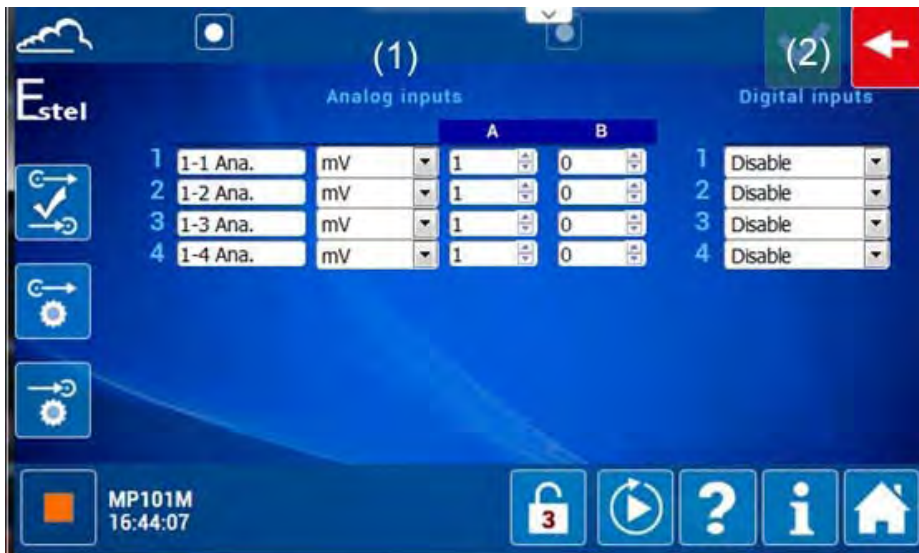 (1)
(2)
Estel
Analog inputs
Digital inputs
A B
1 1-1 Ana. mV 1 0 1 Disable
2 1-2 Ana. mV 1 0 2 Disable
3 1-3 Ana. mV 1 0 3 Disable
4 1-4 Ana. mV 1 0 4 Disable
MP101M
16:44:07
3
?
i